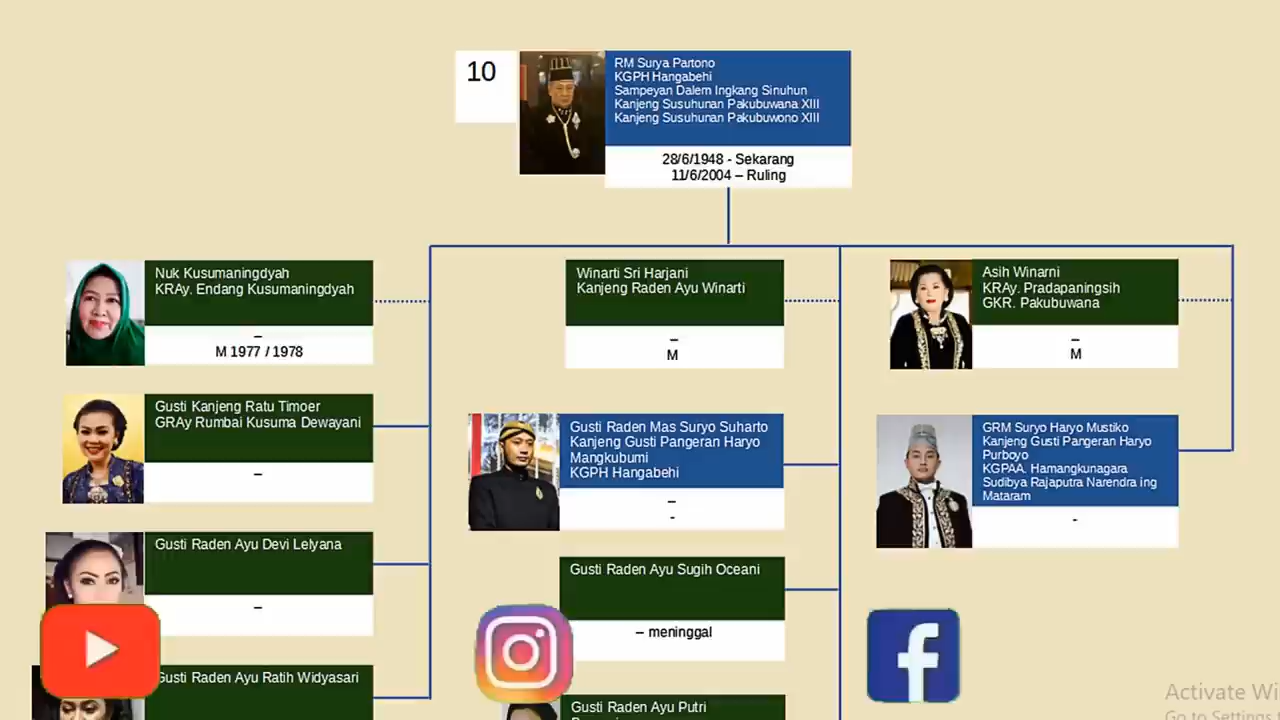 10
RM Surya Partono
KGPH Hangabehi
Sampeyan Dalem Ingkang Sinuhun
Kanjeng Susuhunan Pakubuwana XIII
Kanjeng Susuhunan Pakubuwono XIII
28/6/1948 - Sekarang
11/6/2004 – Ruling
Nuk Kusumaningdyah
KRAy. Endang Kusumaningdyah
–
M 1977 / 1978
Gusti Kanjeng Ratu Timoer
GRAy Rumbai Kusuma Dewayani
–
Gusti Raden Ayu Devi Lelyana
–
Gusti Raden Ayu Ratih Widyasari
Winarti Sri Harjani
Kanjeng Raden Ayu Winarti
–
M
Gusti Raden Mas Suryo Suharto
Kanjeng Gusti Pangeran Haryo
Mangkubumi
KGPH Hangabehi
–
-
Gusti Raden Ayu Sugih Oceani
– meninggal
Gusti Raden Ayu Putri
Asih Winarni
KRAy. Pradapaningsih
GKR. Pakubuwana
–
M
GRM Suryo Haryo Mustiko
Kanjeng Gusti Pangeran Haryo
Purboyo
KGPAA. Hamangkunagara
Sudibya Rajaputra Narendra ing
Mataram
-
Activate Wi
Go to Settings